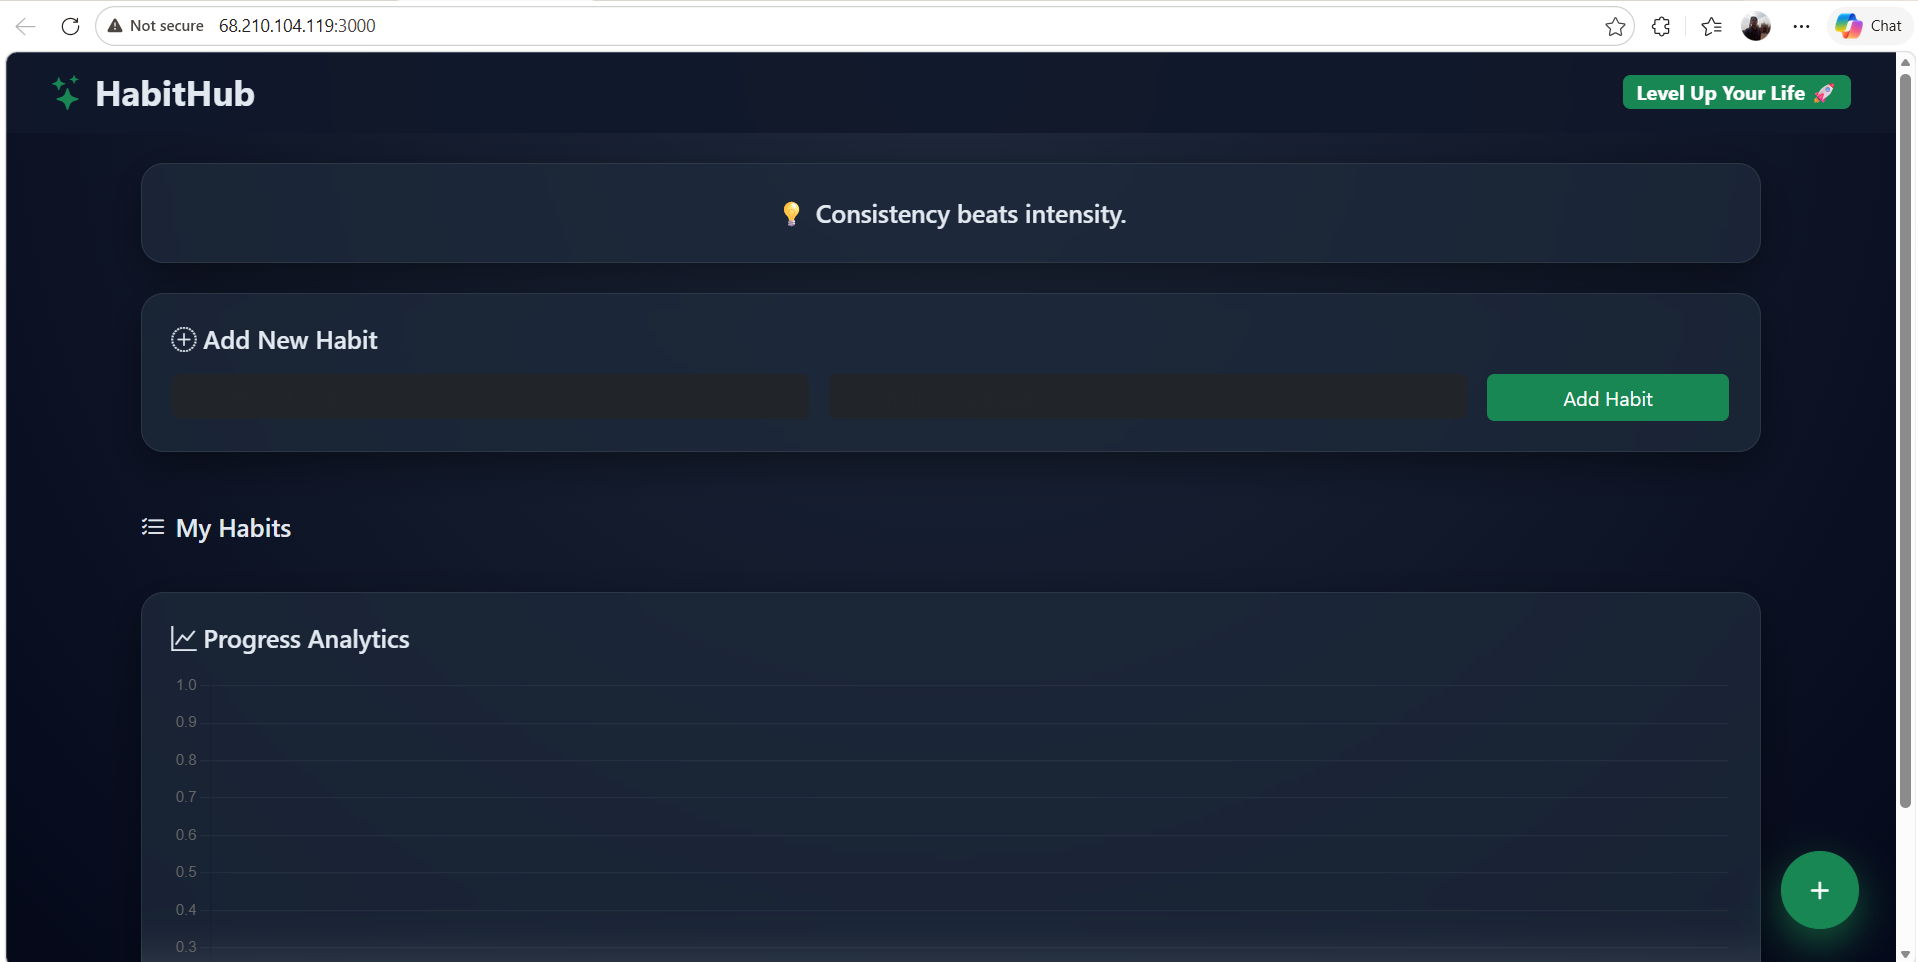 Not secure 68.210.104.119:3000
Chat
HabitHub
Level Up Your Life 🚀
💡 Consistency beats intensity.
Add New Habit
Add Habit
My Habits
Progress Analytics
1.0
0.9
0.8
0.7
0.6
0.5
0.4
0.3
+